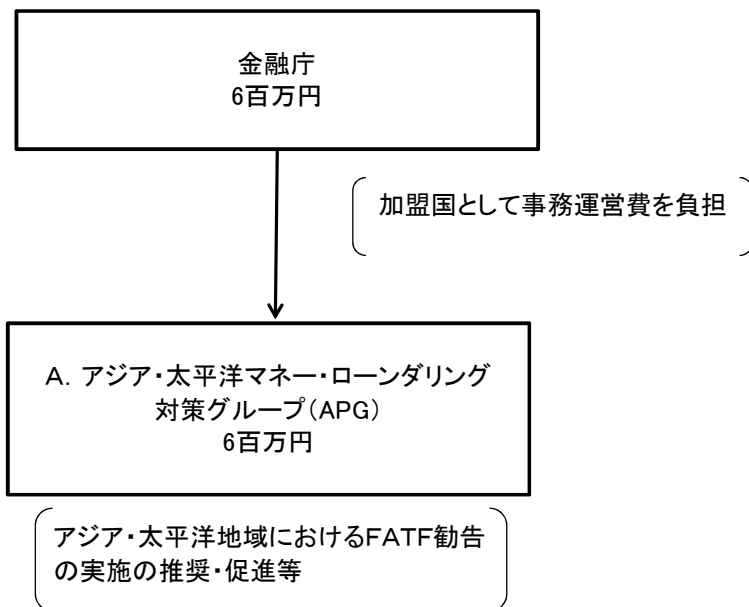 金融庁
6百万円
加盟国として事務運営費を負担
A．アジア・太平洋マネー・ローンダリング
対策グループ（APG）
6百万円
アジア・太平洋地域におけるＦＡＴＦ勧告
の実施の推奨・促進等